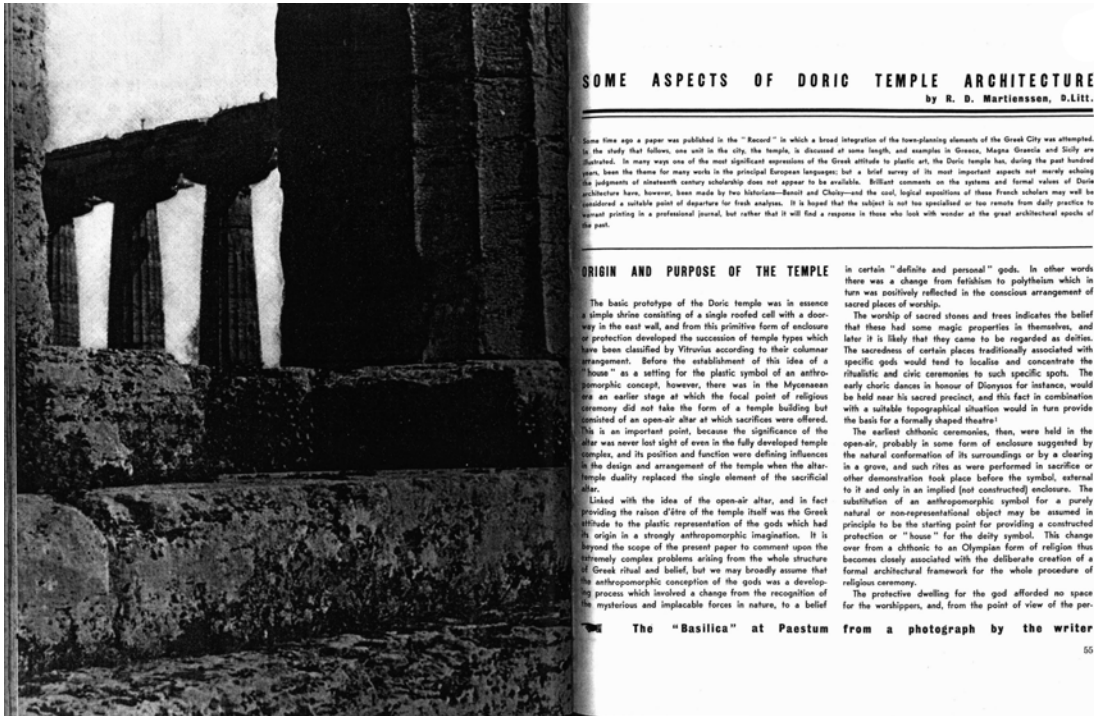 SOME ASPECTS OF DORIC TEMPLE ARCHITECTURE
by R. D. Martienssen, D.Litt.
Some time ago a paper was published in the "Record" in which a broad integration of the town-planning elements of the Greek City was attempted.
In the study that follows, one unit in the city, the temple, is discussed at some length, and examples in Greece, Magna Graecia and Sicily are
illustrated. In many ways one of the most significant expressions of the Greek attitude to plastic art, the Doric temple has, during the past hundred
years, been the theme for many works in the principal European languages; but a brief survey of its most important aspects not merely echoing
the judgments of nineteenth century scholarship does not appear to be available. Brilliant comments on the systems and formal values of Doric
architecture have, however, been made by two historians—Benoit and Choisy—and the cool, logical expositions of these French scholars may well be
considered a suitable point of departure for fresh analyses. It is hoped that the subject is not too specialised or too remote from daily practice to
warrant printing in a professional journal, but rather that it will find a response in those who look with wonder at the great architectural epochs of
the past.
ORIGIN AND PURPOSE OF THE TEMPLE
The basic prototype of the Doric temple was in essence
a simple shrine consisting of a single roofed cell with a door-
way in the east wall, and from this primitive form of enclosure
or protection developed the succession of temple types which
have been classified by Vitruvius according to their columnar
arrangement. Before the establishment of this idea of a
"house" as a setting for the plastic symbol of an anthro-
pomorphic concept, however, there was in the Mycenaean
era an earlier stage at which the focal point of religious
ceremony did not take the form of a temple building but
consisted of an open-air altar at which sacrifices were offered.
This is an important point, because the significance of the
altar was never lost sight of even in the fully developed temple
complex, and its position and function were defining influences
in the design and arrangement of the temple when the altar-
temple duality replaced the single element of the sacrificial
altar.
Linked with the idea of the open-air altar, and in fact
providing the raison d'être of the temple itself was the Greek
attitude to the plastic representation of the gods which had
its origin in a strongly anthropomorphic imagination. It is
beyond the scope of the present paper to comment upon the
extremely complex problems arising from the whole structure
of Greek ritual and belief, but we may broadly assume that
the anthropomorphic conception of the gods was a develop-
ing process which involved a change from the recognition of
the mysterious and implacable forces in nature, to a belief
in certain "definite and personal" gods. In other words
there was a change from fetishism to polytheism which in
turn was positively reflected in the conscious arrangement of
sacred places of worship.
The worship of sacred stones and trees indicates the belief
that these had some magic properties in themselves, and
later it is likely that they came to be regarded as deities.
The sacredness of certain places traditionally associated with
specific gods would tend to localise and concentrate the
ritualistic and civic ceremonies to such specific spots. The
early choric dances in honour of Dionysos for instance, would
be held near his sacred precinct, and this fact in combination
with a suitable topographical situation would in turn provide
the basis for a formally shaped theatre¹
The earliest chthonic ceremonies, then, were held in the
open-air, probably in some form of enclosure suggested by
the natural conformation of its surroundings or by a clearing
in a grove, and such rites as were performed in sacrifice or
other demonstration took place before the symbol, external
to it and only in an implied (not constructed) enclosure. The
substitution of an anthropomorphic symbol for a purely
natural or non-representational object may be assumed in
principle to be the starting point for providing a constructed
protection or "house" for the deity symbol. This change
over from a chthonic to an Olympian form of religion thus
becomes closely associated with the deliberate creation of a
formal architectural framework for the whole procedure of
religious ceremony.
The protective dwelling for the god afforded no space
for the worshippers, and, from the point of view of the per-
The "Basilica" at Paestum from a photograph by the writer
55